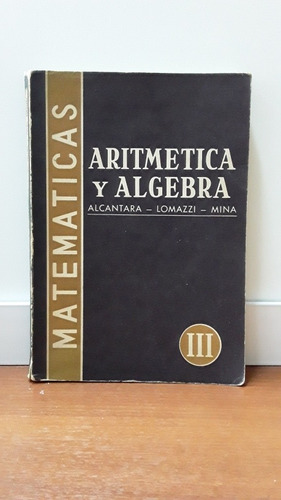 MATEMATICAS
ARITMETICA
Y ALGEBRA
ALCANTARA - LOMAZZI - MINA
III